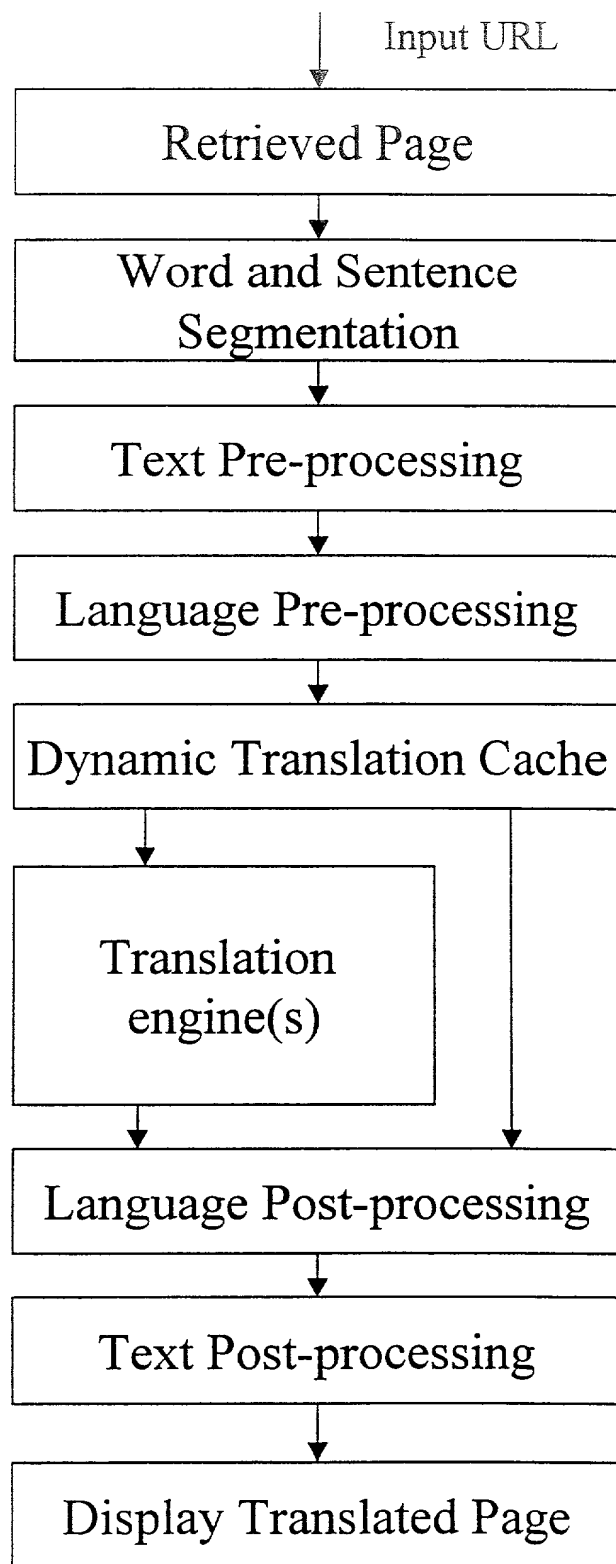 Input URL
Retrieved Page
Word and Sentence
Segmentation
Text Pre-processing
Language Pre-processing
Dynamic Translation Cache
Translation
engine(s)
Language Post-processing
Text Post-processing
Display Translated Page